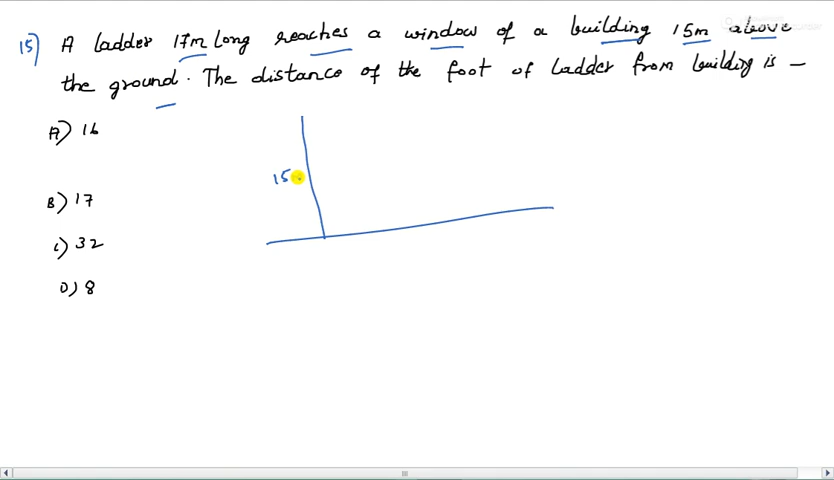 15) A ladder 17m long reaches a window of a building 15m above
the ground. The distance of the foot of ladder from building is –
A) 16
15
B) 17
C) 32
D) 8